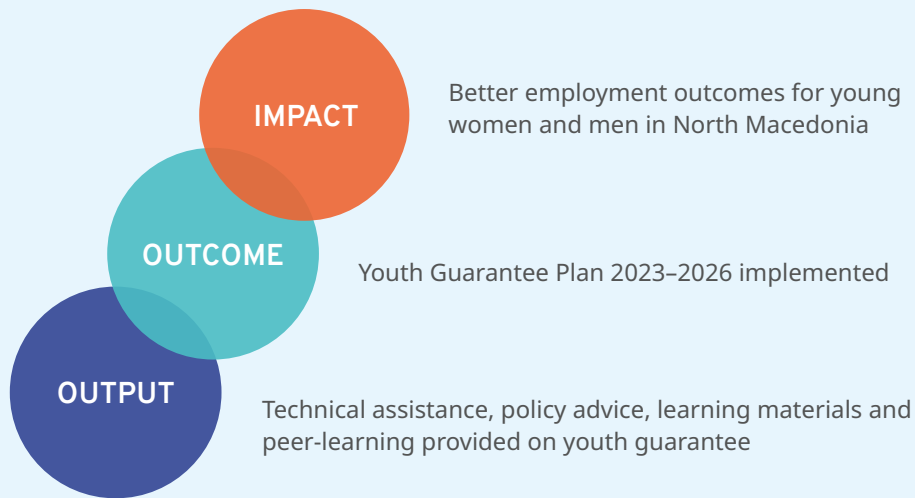 IMPACT
Better employment outcomes for young
women and men in North Macedonia
OUTCOME
Youth Guarantee Plan 2023–2026 implemented
OUTPUT
Technical assistance, policy advice, learning materials and
peer-learning provided on youth guarantee